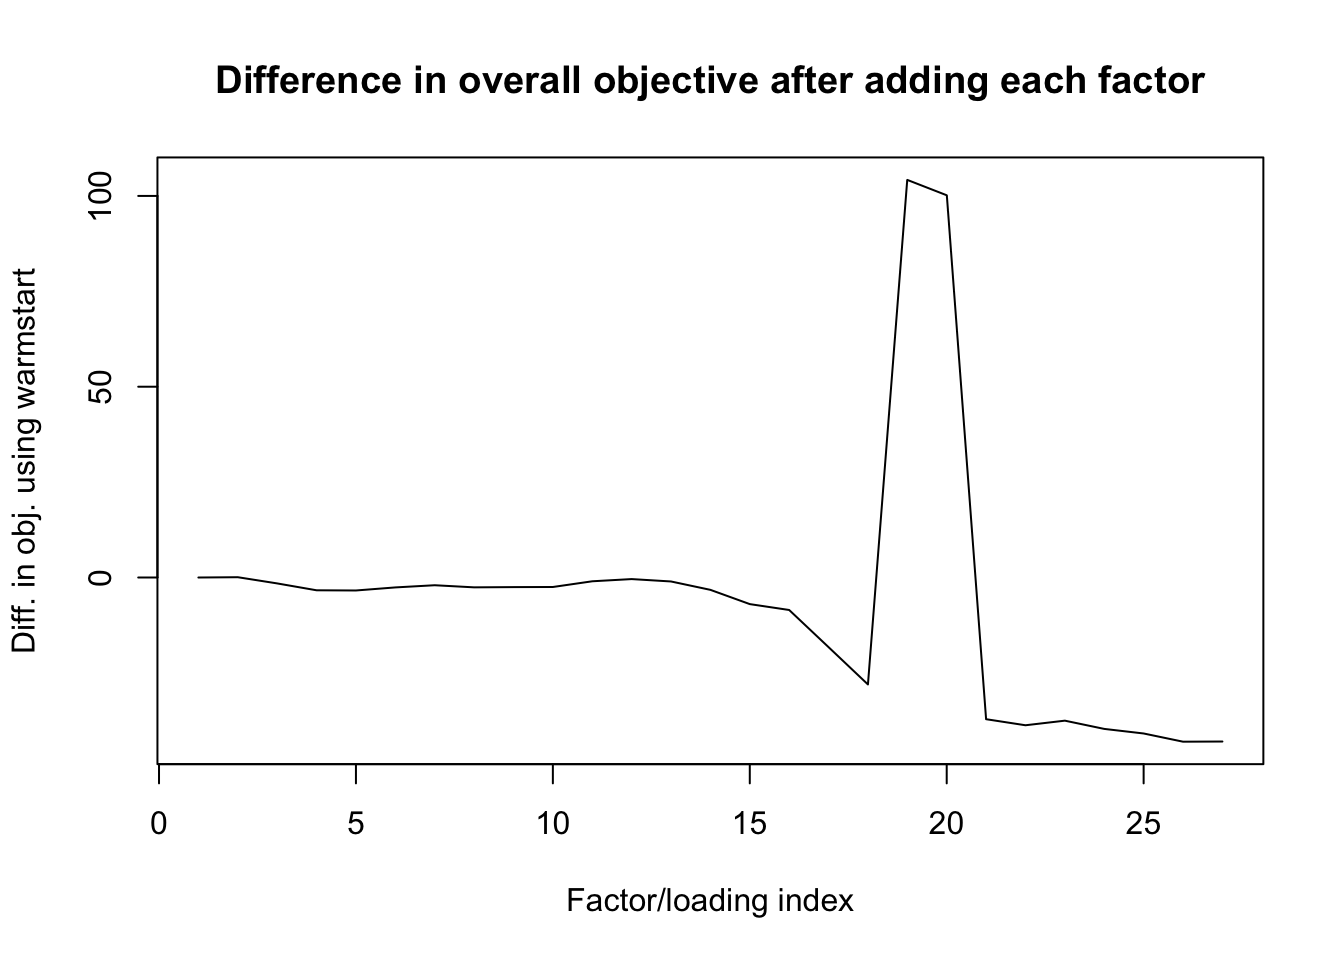 Difference in overall objective after adding each factor
Diff. in obj. using warmstart
100
50
0
0 5 10 15 20 25
Factor/loading index